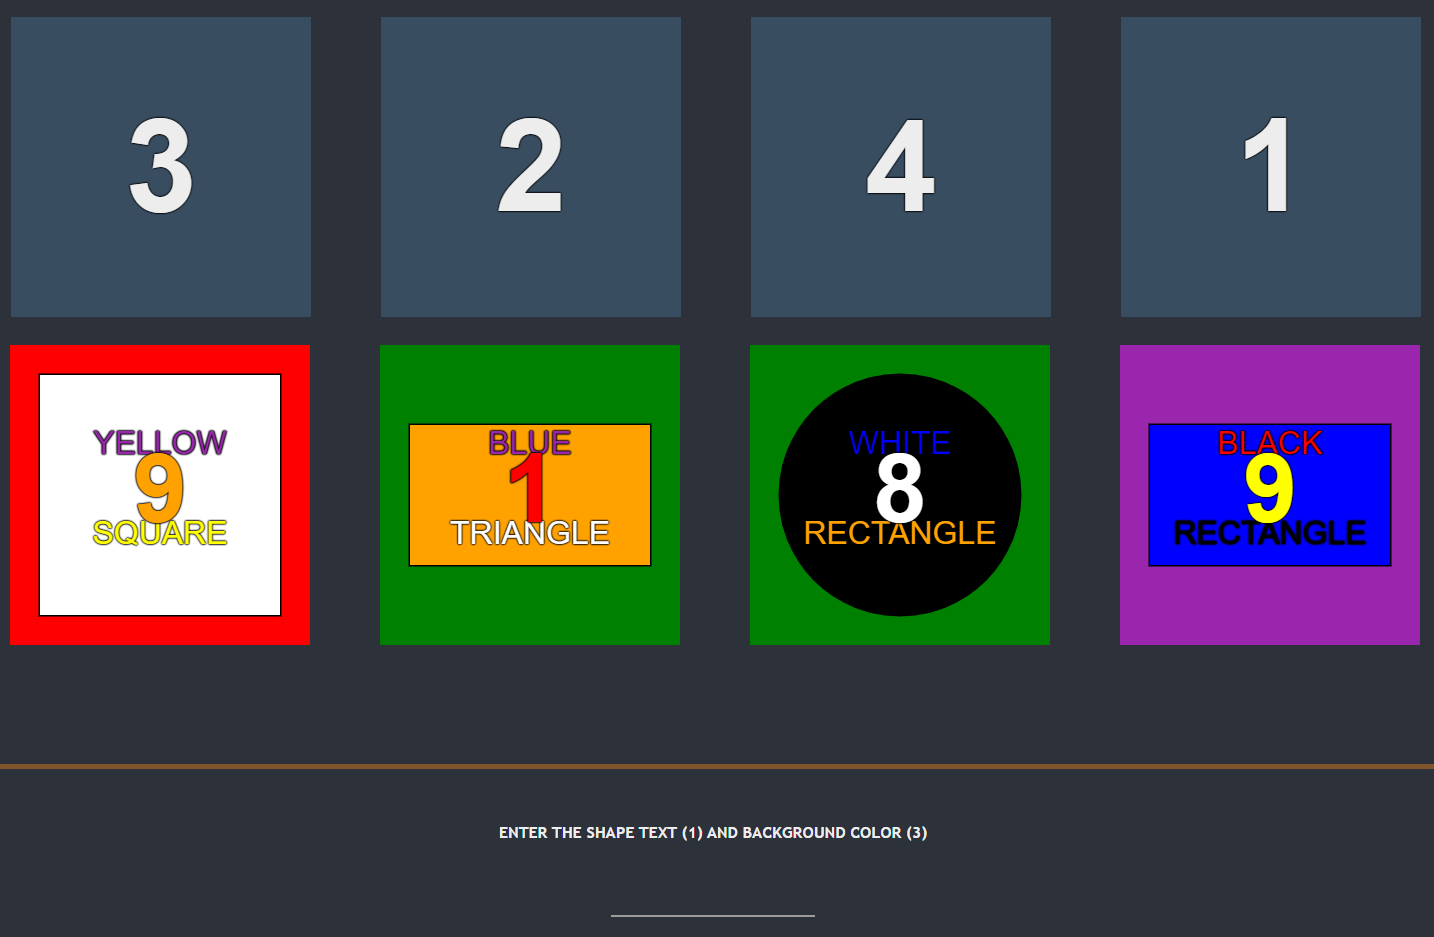 3 2 4 1
YELLOW BLUE WHITE BLACK
9 1 8 9
SQUARE TRIANGLE RECTANGLE RECTANGLE
ENTER THE SHAPE TEXT (1) AND BACKGROUND COLOR (3)